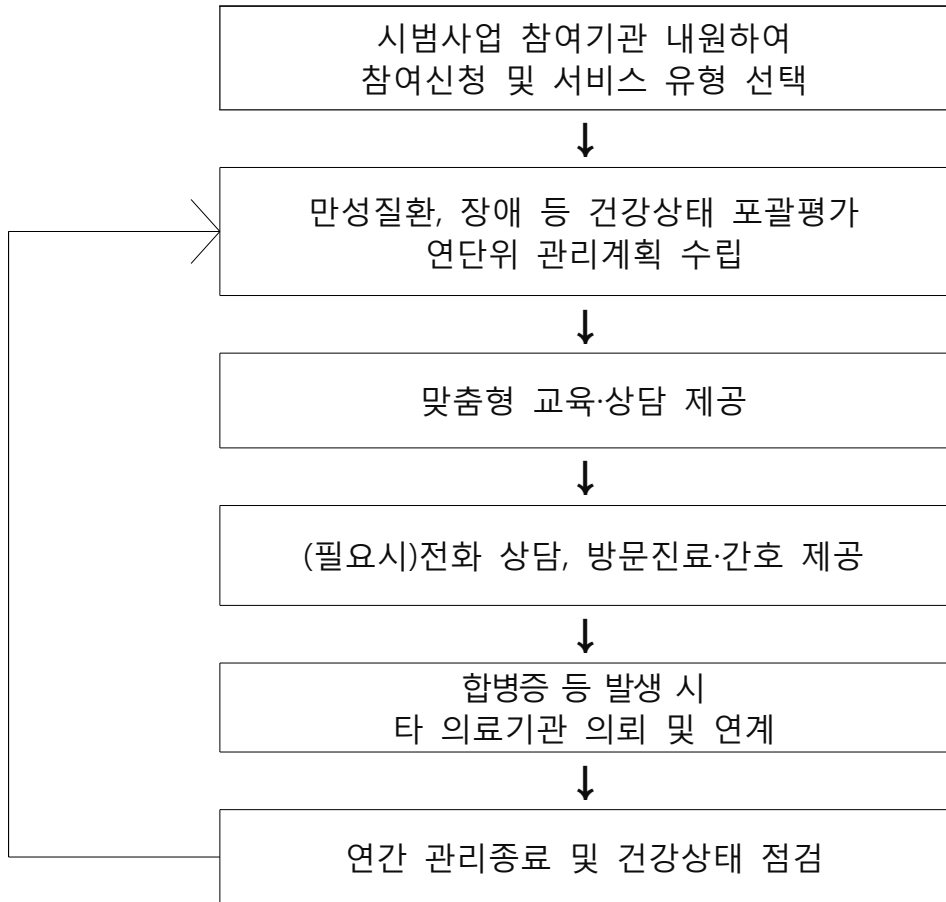 시범사업 참여기관 내원하여
참여신청 및 서비스 유형 선택
↓
만성질환, 장애 등 건강상태 포괄평가
연단위 관리계획 수립
↓
맞춤형 교육·상담 제공
↓
(필요시)전화 상담, 방문진료·간호 제공
↓
합병증 등 발생 시
타 의료기관 의뢰 및 연계
↓
연간 관리종료 및 건강상태 점검